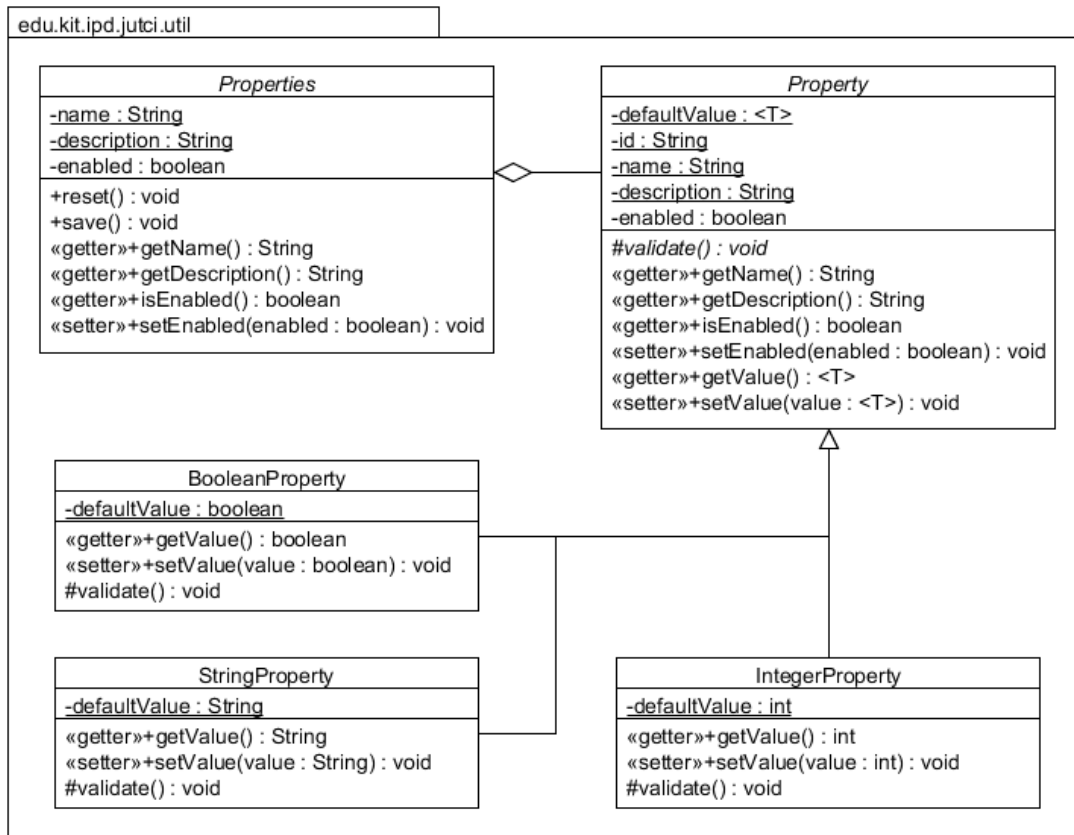 edu.kit.ipd.jutci.util
Properties
-name : String
-description : String
-enabled : boolean
+reset() : void
+save() : void
«getter»+getName() : String
«getter»+getDescription() : String
«getter»+isEnabled() : boolean
«setter»+setEnabled(enabled : boolean) : void
Property
-defaultValue : <T>
-id : String
-name : String
-description : String
-enabled : boolean
#validate() : void
«getter»+getName() : String
«getter»+getDescription() : String
«getter»+isEnabled() : boolean
«setter»+setEnabled(enabled : boolean) : void
«getter»+getValue() : <T>
«setter»+setValue(value : <T>) : void
BooleanProperty
-defaultValue : boolean
«getter»+getValue() : boolean
«setter»+setValue(value : boolean) : void
#validate() : void
StringProperty
-defaultValue : String
«getter»+getValue() : String
«setter»+setValue(value : String) : void
#validate() : void
IntegerProperty
-defaultValue : int
«getter»+getValue() : int
«setter»+setValue(value : int) : void
#validate() : void